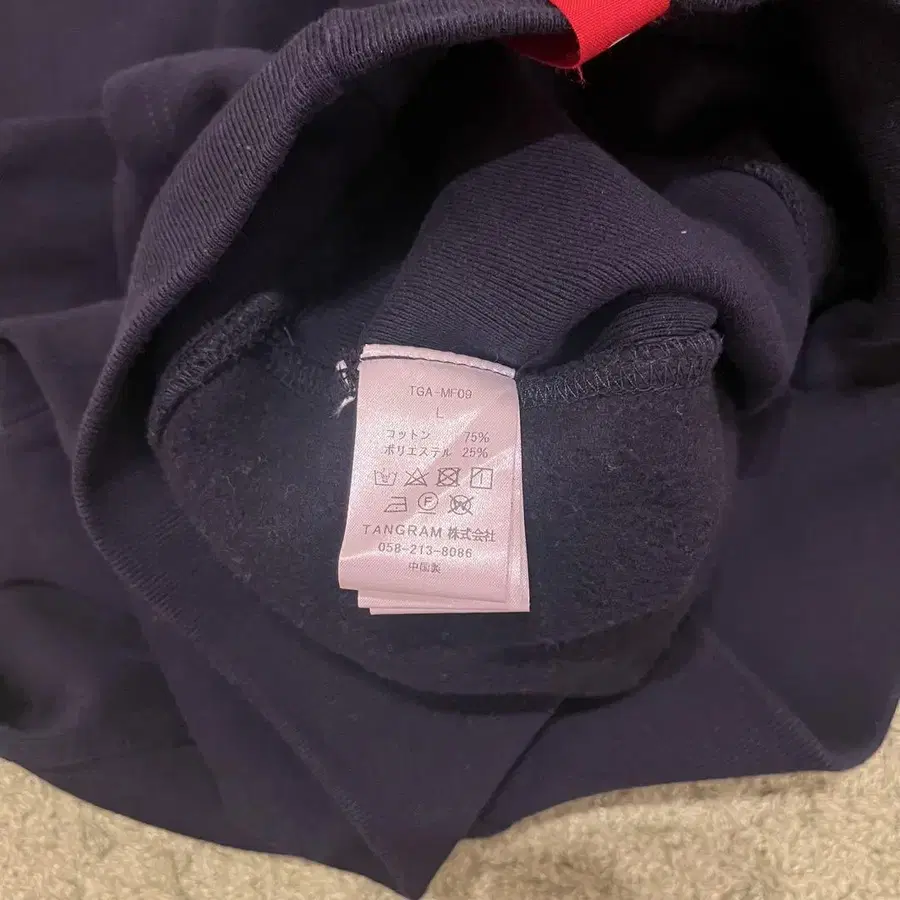 TGA-MF09
L
コットン 75%
ポリエステル 25%
TANGRAM 株式会社
058-213-8086
中国製